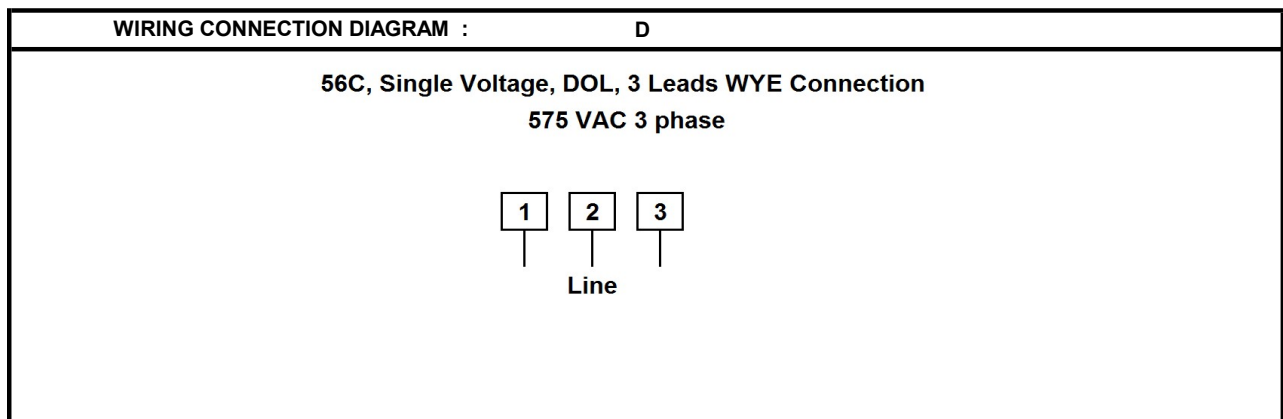 WIRING CONNECTION DIAGRAM : D
56C, Single Voltage, DOL, 3 Leads WYE Connection
575 VAC 3 phase
1 2 3
Line